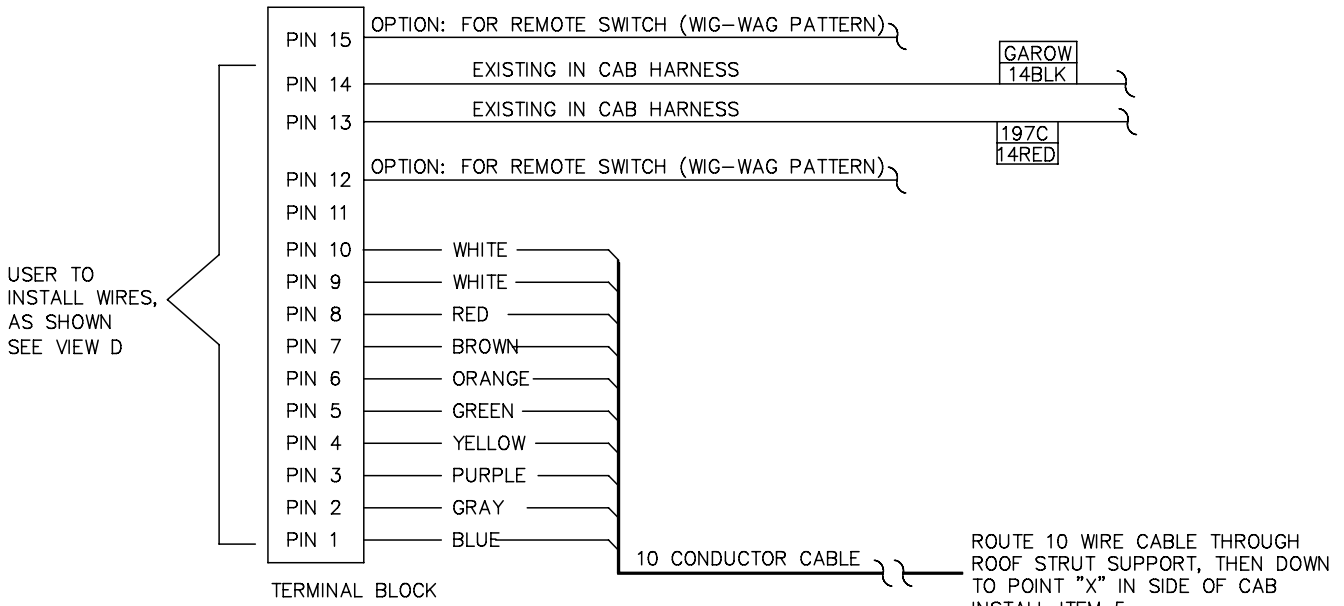 PIN 15 OPTION: FOR REMOTE SWITCH (WIG-WAG PATTERN)
GAROW
PIN 14 EXISTING IN CAB HARNESS 14BLK
PIN 13 EXISTING IN CAB HARNESS
197C
14RED
PIN 12 OPTION: FOR REMOTE SWITCH (WIG-WAG PATTERN)
PIN 11
PIN 10 WHITE
PIN 9 WHITE
PIN 8 RED
PIN 7 BROWN
PIN 6 ORANGE
PIN 5 GREEN
PIN 4 YELLOW
PIN 3 PURPLE
PIN 2 GRAY
PIN 1 BLUE
USER TO
INSTALL WIRES,
AS SHOWN
SEE VIEW D
TERMINAL BLOCK
10 CONDUCTOR CABLE
ROUTE 10 WIRE CABLE THROUGH
ROOF STRUT SUPPORT, THEN DOWN
TO POINT "X" IN SIDE OF CAB
INSTALL ITEM